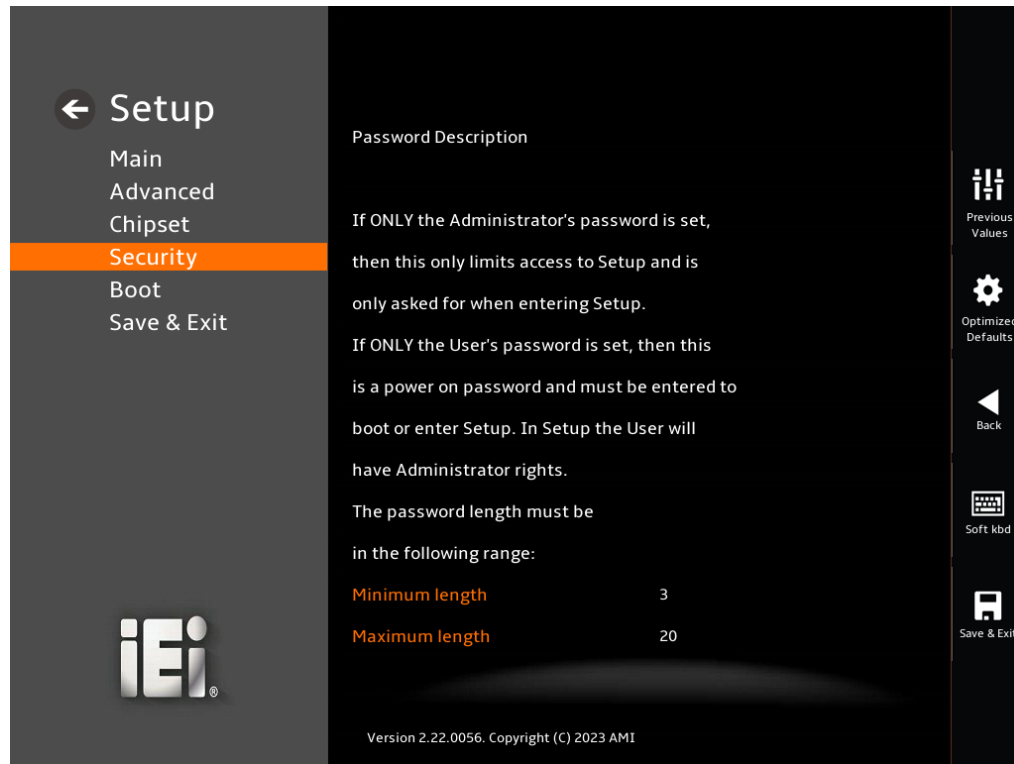 Setup
Main
Advanced
Chipset
Security
Boot
Save & Exit
iEi®
Password Description
If ONLY the Administrator's password is set,
then this only limits access to Setup and is
only asked for when entering Setup.
If ONLY the User's password is set, then this
is a power on password and must be entered to
boot or enter Setup. In Setup the User will
have Administrator rights.
The password length must be
in the following range:
Minimum length 3
Maximum length 20
Version 2.22.0056. Copyright (C) 2023 AMI
Previous
Values
Optimized
Defaults
Back
Soft kbd
Save & Exit